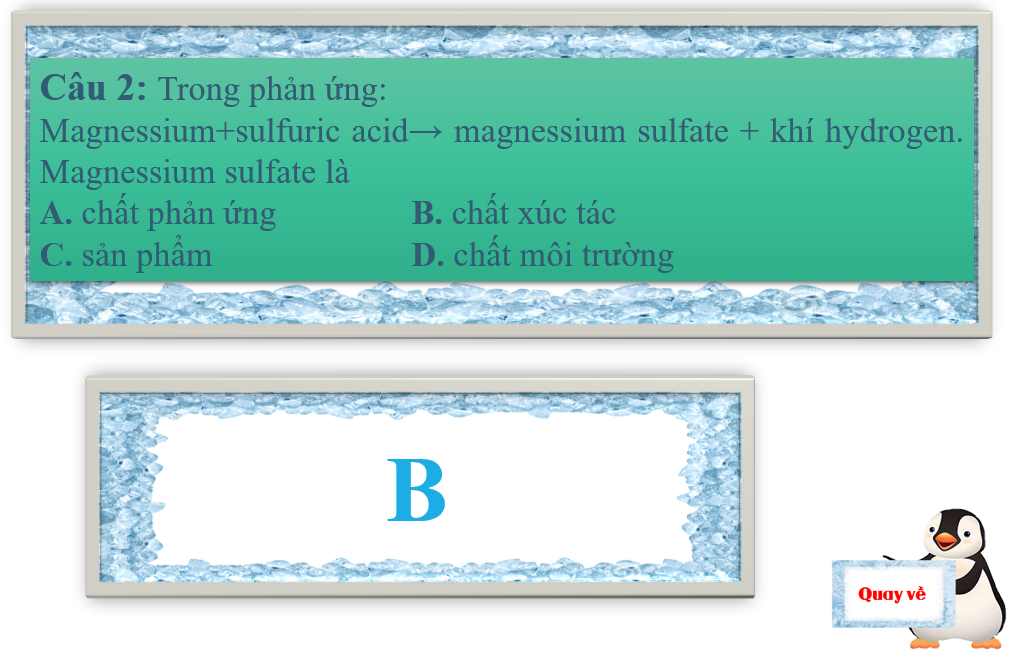 Câu 2: Trong phản ứng:
Magnessium+sulfuric acid→ magnessium sulfate + khí hydrogen.
Magnessium sulfate là
A. chất phản ứng B. chất xúc tác
C. sản phẩm D. chất môi trường
B
Quay về